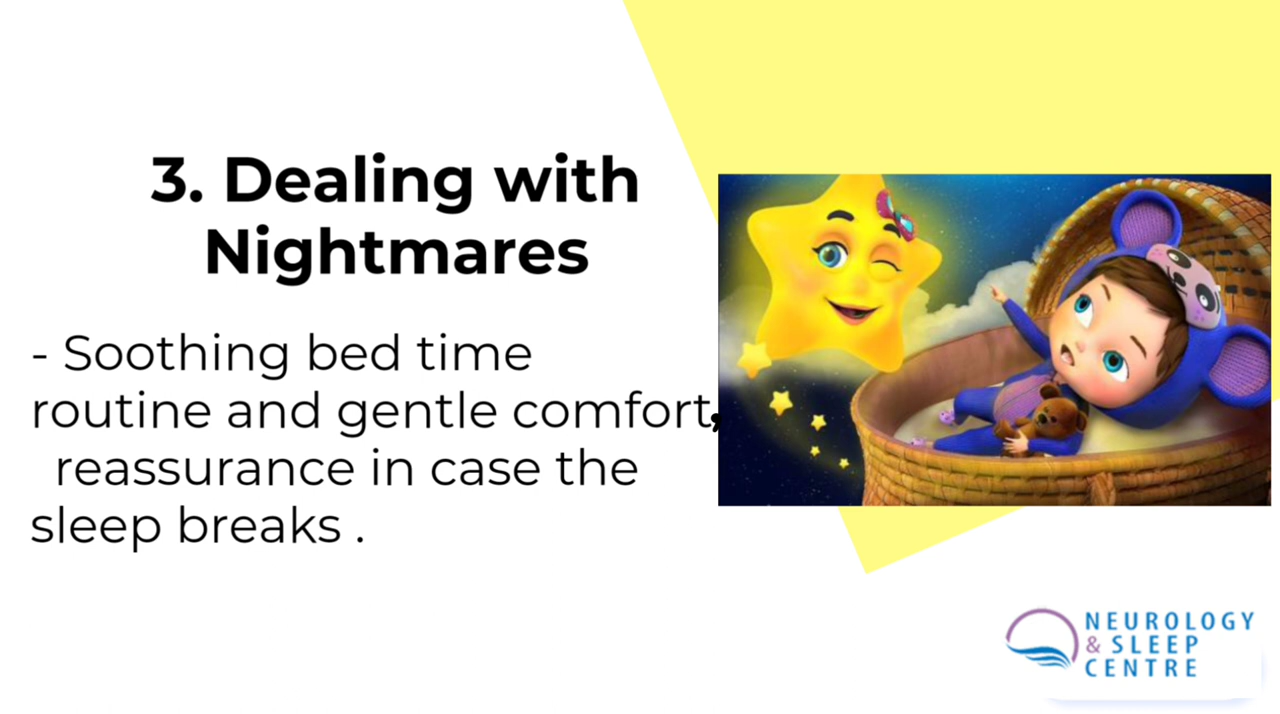 3. Dealing with
Nightmares
- Soothing bed time
routine and gentle comfort,
reassurance in case the
sleep breaks .
NEUROLOGY
& SLEEP
CENTRE